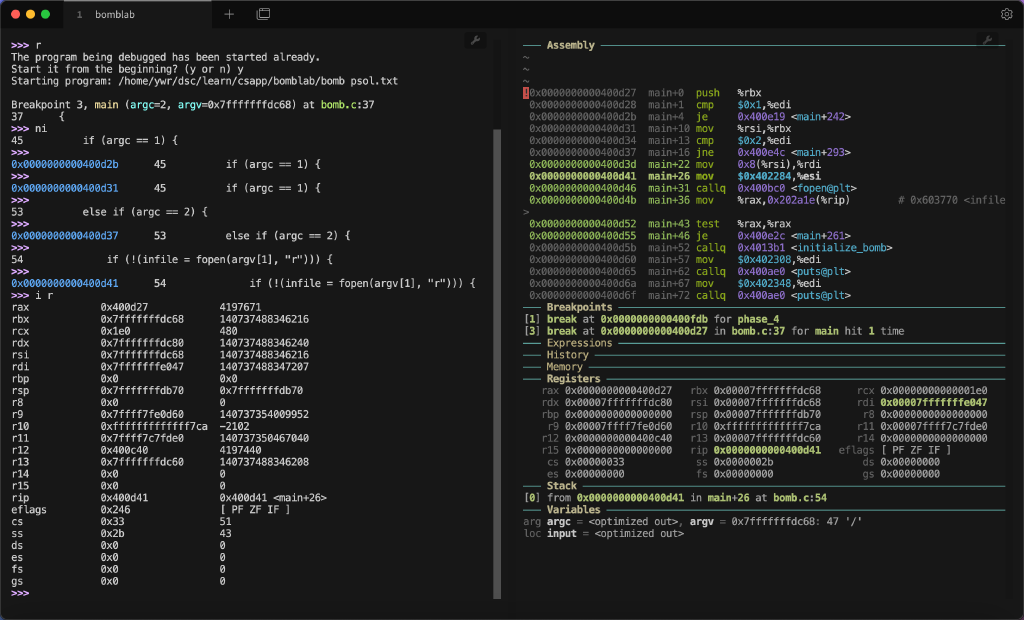 1 bomblab
>>> r
The program being debugged has been started already.
Start it from the beginning? (y or n) y
Starting program: /home/ywr/dsc/learn/csapp/bomblab/bomb psol.txt
Breakpoint 3, main (argc=2, argv=0x7fffffffdc68) at bomb.c:37
37 {
>>> ni
45 if (argc == 1) {
>>>
0x0000000000400d2b 45 if (argc == 1) {
>>>
0x0000000000400d31 45 if (argc == 1) {
>>>
53 else if (argc == 2) {
>>>
0x0000000000400d37 53 else if (argc == 2) {
>>>
54 if (!(infile = fopen(argv[1], "r"))) {
>>>
0x0000000000400d41 54 if (!(infile = fopen(argv[1], "r"))) {
>>> i r
rax 0x400d27 4197671
rbx 0x7fffffffdc68 140737488346216
rcx 0x1e0 480
rdx 0x7fffffffdc80 140737488346240
rsi 0x7fffffffdc68 140737488346216
rdi 0x7fffffffe047 140737488347207
rbp 0x0 0x0
rsp 0x7fffffffdb70 0x7fffffffdb70
r8 0x0 0
r9 0x7ffff7fe0d60 140737354009952
r10 0xfffffffffffff7ca -2102
r11 0x7ffff7c7fde0 140737350467040
r12 0x400c40 4197440
r13 0x7fffffffdc60 140737488346208
r14 0x0 0
r15 0x0 0
rip 0x400d41 0x400d41 <main+26>
eflags 0x246 [ PF ZF IF ]
cs 0x33 51
ss 0x2b 43
ds 0x0 0
es 0x0 0
fs 0x0 0
gs 0x0 0
>>>
Assembly
~
~
~
!0x0000000000400d27 main+0 push %rbx
0x0000000000400d28 main+1 cmp $0x1,%edi
0x0000000000400d2b main+4 je 0x400e19 <main+242>
0x0000000000400d31 main+10 mov %rsi,%rbx
0x0000000000400d34 main+13 cmp $0x2,%edi
0x0000000000400d37 main+16 jne 0x400e4c <main+293>
0x0000000000400d3d main+22 mov 0x8(%rsi),%rdi
0x0000000000400d41 main+26 mov $0x402284,%esi
0x0000000000400d46 main+31 callq 0x400bc0 <fopen@plt>
0x0000000000400d4b main+36 mov %rax,0x202a1e(%rip) # 0x603770 <infile
>
0x0000000000400d52 main+43 test %rax,%rax
0x0000000000400d55 main+46 je 0x400e2c <main+261>
0x0000000000400d5b main+52 callq 0x4013b1 <initialize_bomb>
0x0000000000400d60 main+57 mov $0x402308,%edi
0x0000000000400d65 main+62 callq 0x400ae0 <puts@plt>
0x0000000000400d6a main+67 mov $0x402348,%edi
0x0000000000400d6f main+72 callq 0x400ae0 <puts@plt>
Breakpoints
[1] break at 0x0000000000400fdb for phase_4
[3] break at 0x0000000000400d27 in bomb.c:37 for main hit 1 time
Expressions
History
Memory
Registers
rax 0x0000000000400d27 rbx 0x00007fffffffdc68 rcx 0x00000000000001e0
rdx 0x00007fffffffdc80 rsi 0x00007fffffffdc68 rdi 0x00007fffffffe047
rbp 0x0000000000000000 rsp 0x00007fffffffdb70 r8 0x0000000000000000
r9 0x00007ffff7fe0d60 r10 0xfffffffffffff7ca r11 0x00007ffff7c7fde0
r12 0x0000000000400c40 r13 0x00007fffffffdc60 r14 0x0000000000000000
r15 0x0000000000000000 rip 0x0000000000400d41 eflags [ PF ZF IF ]
cs 0x00000033 ss 0x0000002b ds 0x00000000
es 0x00000000 fs 0x00000000 gs 0x00000000
Stack
[0] from 0x0000000000400d41 in main+26 at bomb.c:54
Variables
arg argc = <optimized out>, argv = 0x7fffffffdc68: 47 '/'
loc input = <optimized out>